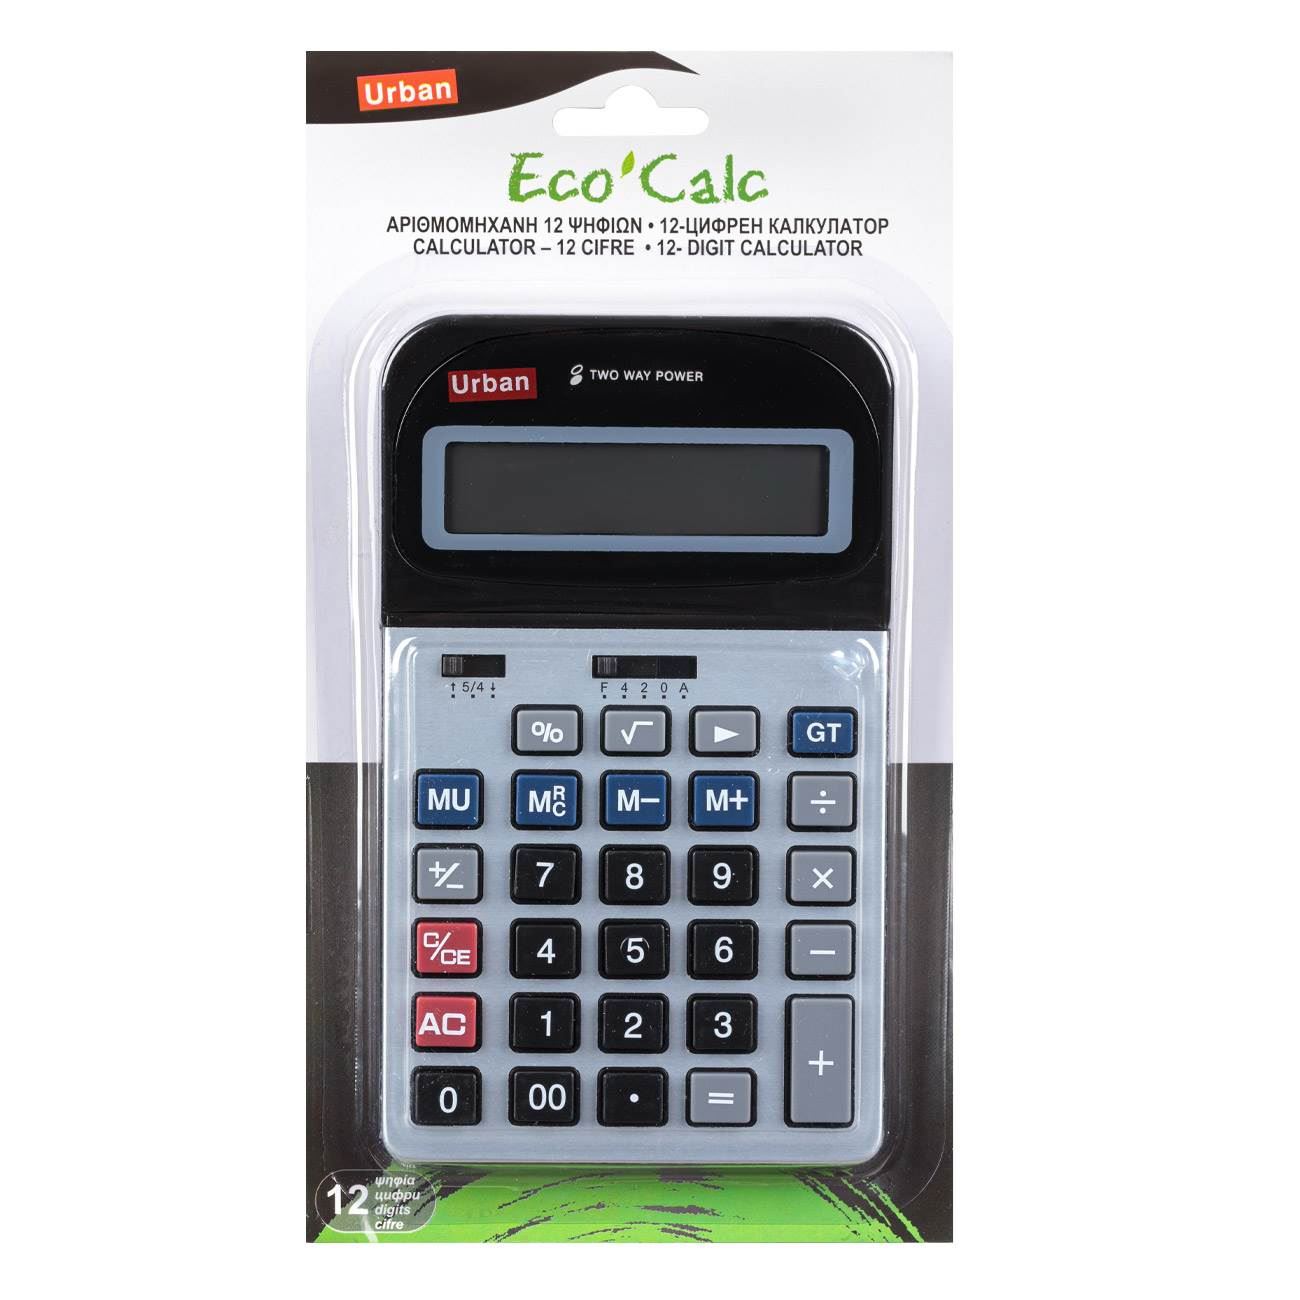 Urban
Eco'Calc
ΑΡΙΘΜΟΜΗΧΑΝΗ 12 ΨΗΦΙΩΝ • 12-ЦИФРЕН КАЛКУЛАТОР
CALCULATOR – 12 CIFRE • 12- DIGIT CALCULATOR
Urban TWO WAY POWER
↑ 5/4 ↓ F 4 2 0 A
% √ ► GT
MU MRC M− M+ ÷
+/− 7 8 9 ×
C/CE 4 5 6 −
AC 1 2 3 +
0 00 • =
12 ψηφία
цифри
digits
cifre